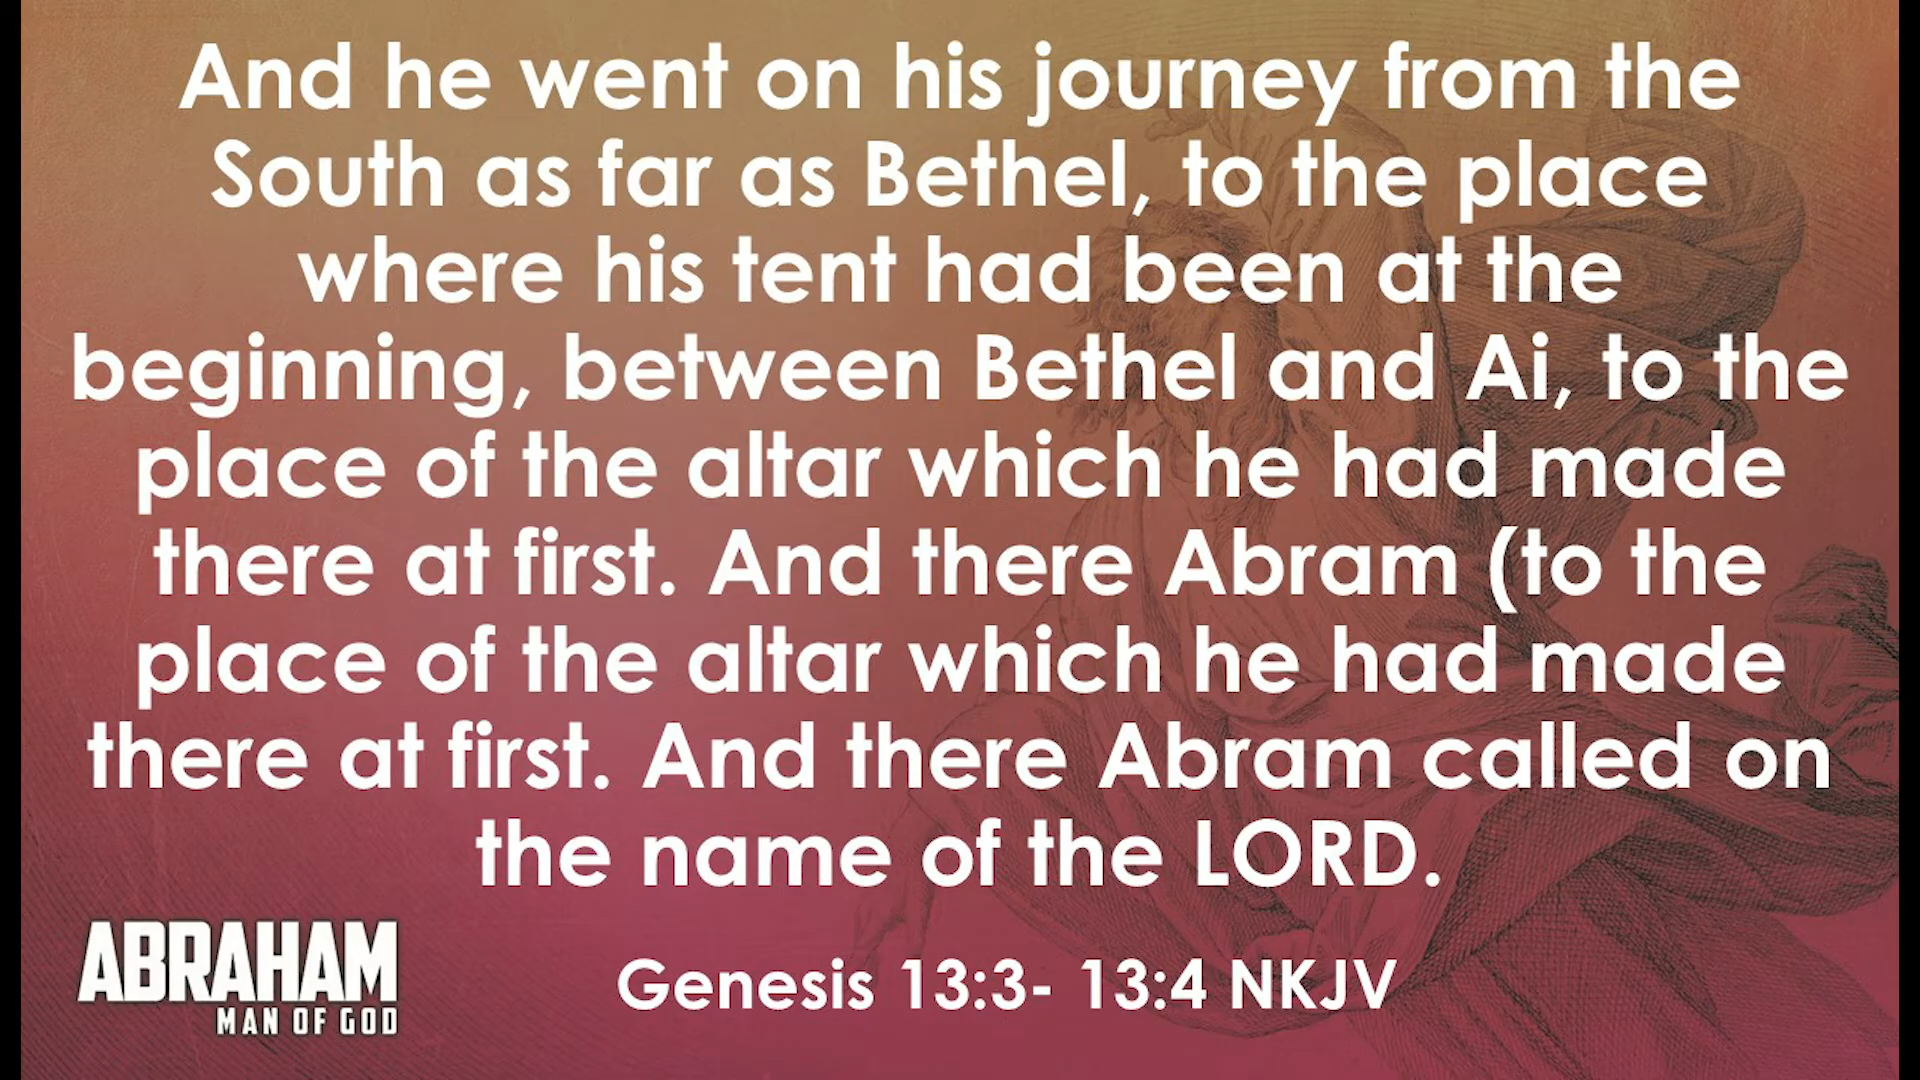 And he went on his journey from the
South as far as Bethel, to the place
where his tent had been at the
beginning, between Bethel and Ai, to the
place of the altar which he had made
there at first. And there Abram (to the
place of the altar which he had made
there at first. And there Abram called on
the name of the LORD.
ABRAHAM
MAN OF GOD
Genesis 13:3- 13:4 NKJV